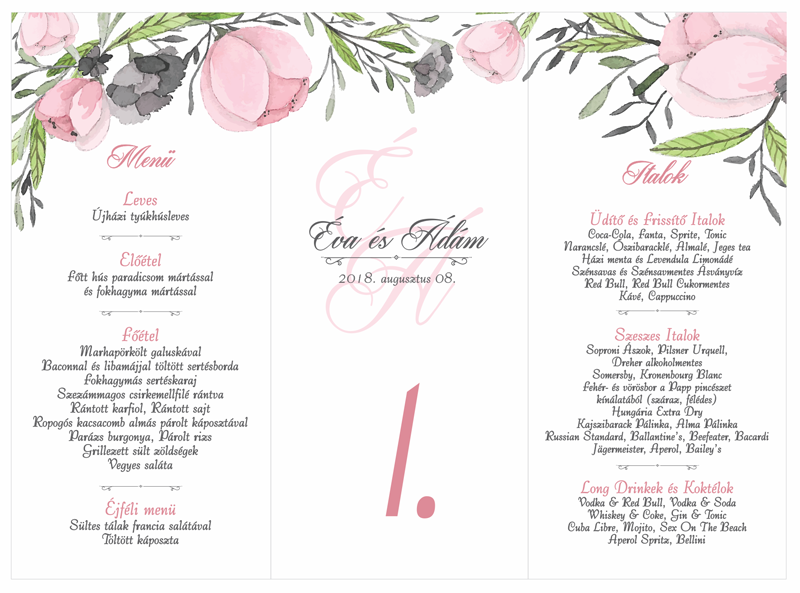 Menü
Leves
Újházi tyúkhúsleves
Előétel
Főtt hús paradicsom mártással
és fokhagyma mártással
Főétel
Marhapörkölt galuskával
Baconnal és libamájjal töltött sertésborda
Fokhagymás sertéskaraj
Szezámmagos csirkemellfilé rántva
Rántott karfiol, Rántott sajt
Ropogós kacsacomb almás párolt káposztával
Parázs burgonya, Párolt rizs
Grillezett sült zöldségek
Vegyes saláta
Éjféli menü
Sültes tálak francia salátával
Töltött káposzta
É
Á
Éva és Ádám
2018. augusztus 08.
1.
Italok
Üdítő és Frissítő Italok
Coca-Cola, Fanta, Sprite, Tonic
Narancslé, Őszibaracklé, Almalé, Jeges tea
Házi menta és Levendula Limonádé
Szénsavas és Szénsavmentes Ásványvíz
Red Bull, Red Bull Cukormentes
Kávé, Cappuccino
Szeszes Italok
Soproni Ászok, Pilsner Urquell,
Dreher alkoholmentes
Somersby, Kronenbourg Blanc
Fehér- és vörösbor a Papp pincészet
kínálatából (száraz, félédes)
Hungária Extra Dry
Kajszibarack Pálinka, Alma Pálinka
Russian Standard, Ballantine's, Beefeater, Bacardi
Jägermeister, Aperol, Bailey's
Long Drinkek és Koktélok
Vodka & Red Bull, Vodka & Soda
Whiskey & Coke, Gin & Tonic
Cuba Libre, Mojito, Sex On The Beach
Aperol Spritz, Bellini